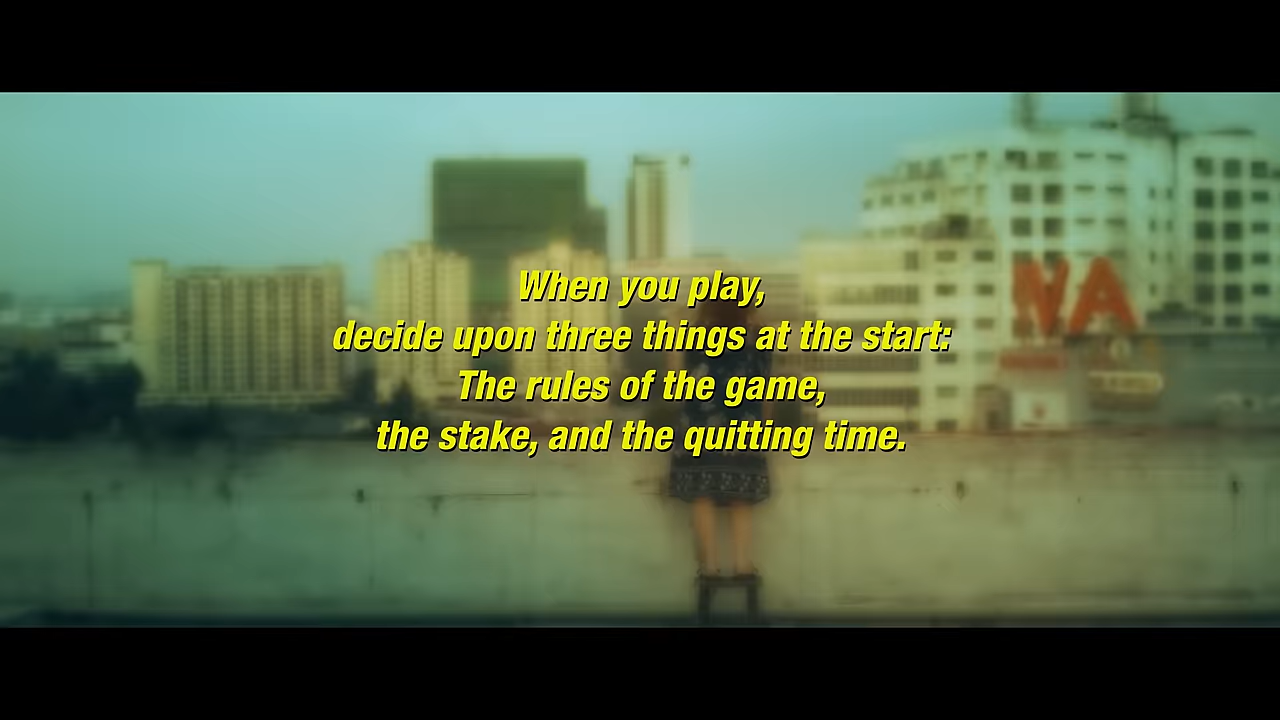 When you play,
decide upon three things at the start:
The rules of the game,
the stake, and the quitting time.